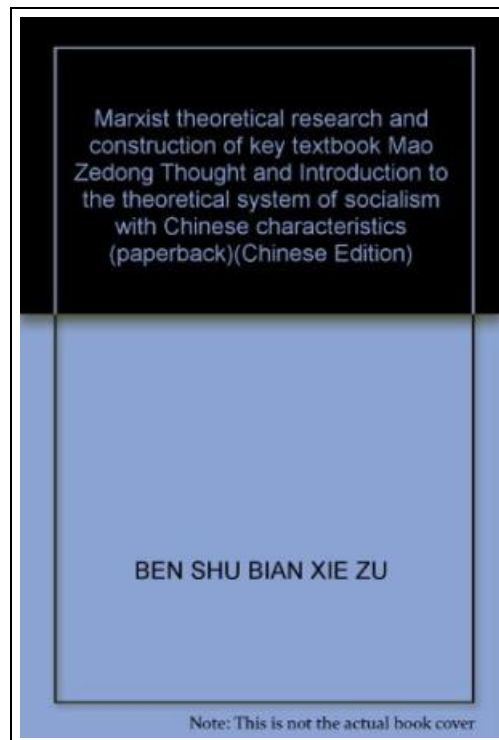 Marxist theoretical research and
construction of key textbook Mao
Zedong Thought and Introduction to
the theoretical system of socialism
with Chinese characteristics
(paperback)(Chinese Edition)
BEN SHU BIAN XIE ZU
Note: This is not the actual book cover